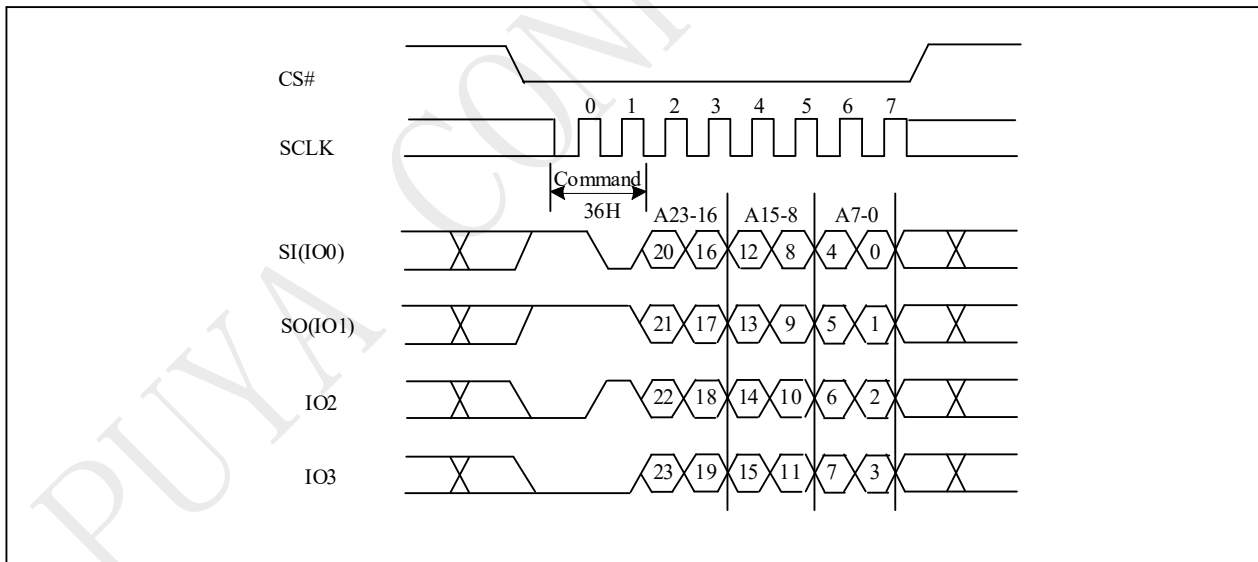 PUYA CONF
CS#
0 1 2 3 4 5 6 7
SCLK
Command
36H
A23-16 A15-8 A7-0
SI(IO0) 20 16 12 8 4 0
SO(IO1) 21 17 13 9 5 1
IO2 22 18 14 10 6 2
IO3 23 19 15 11 7 3